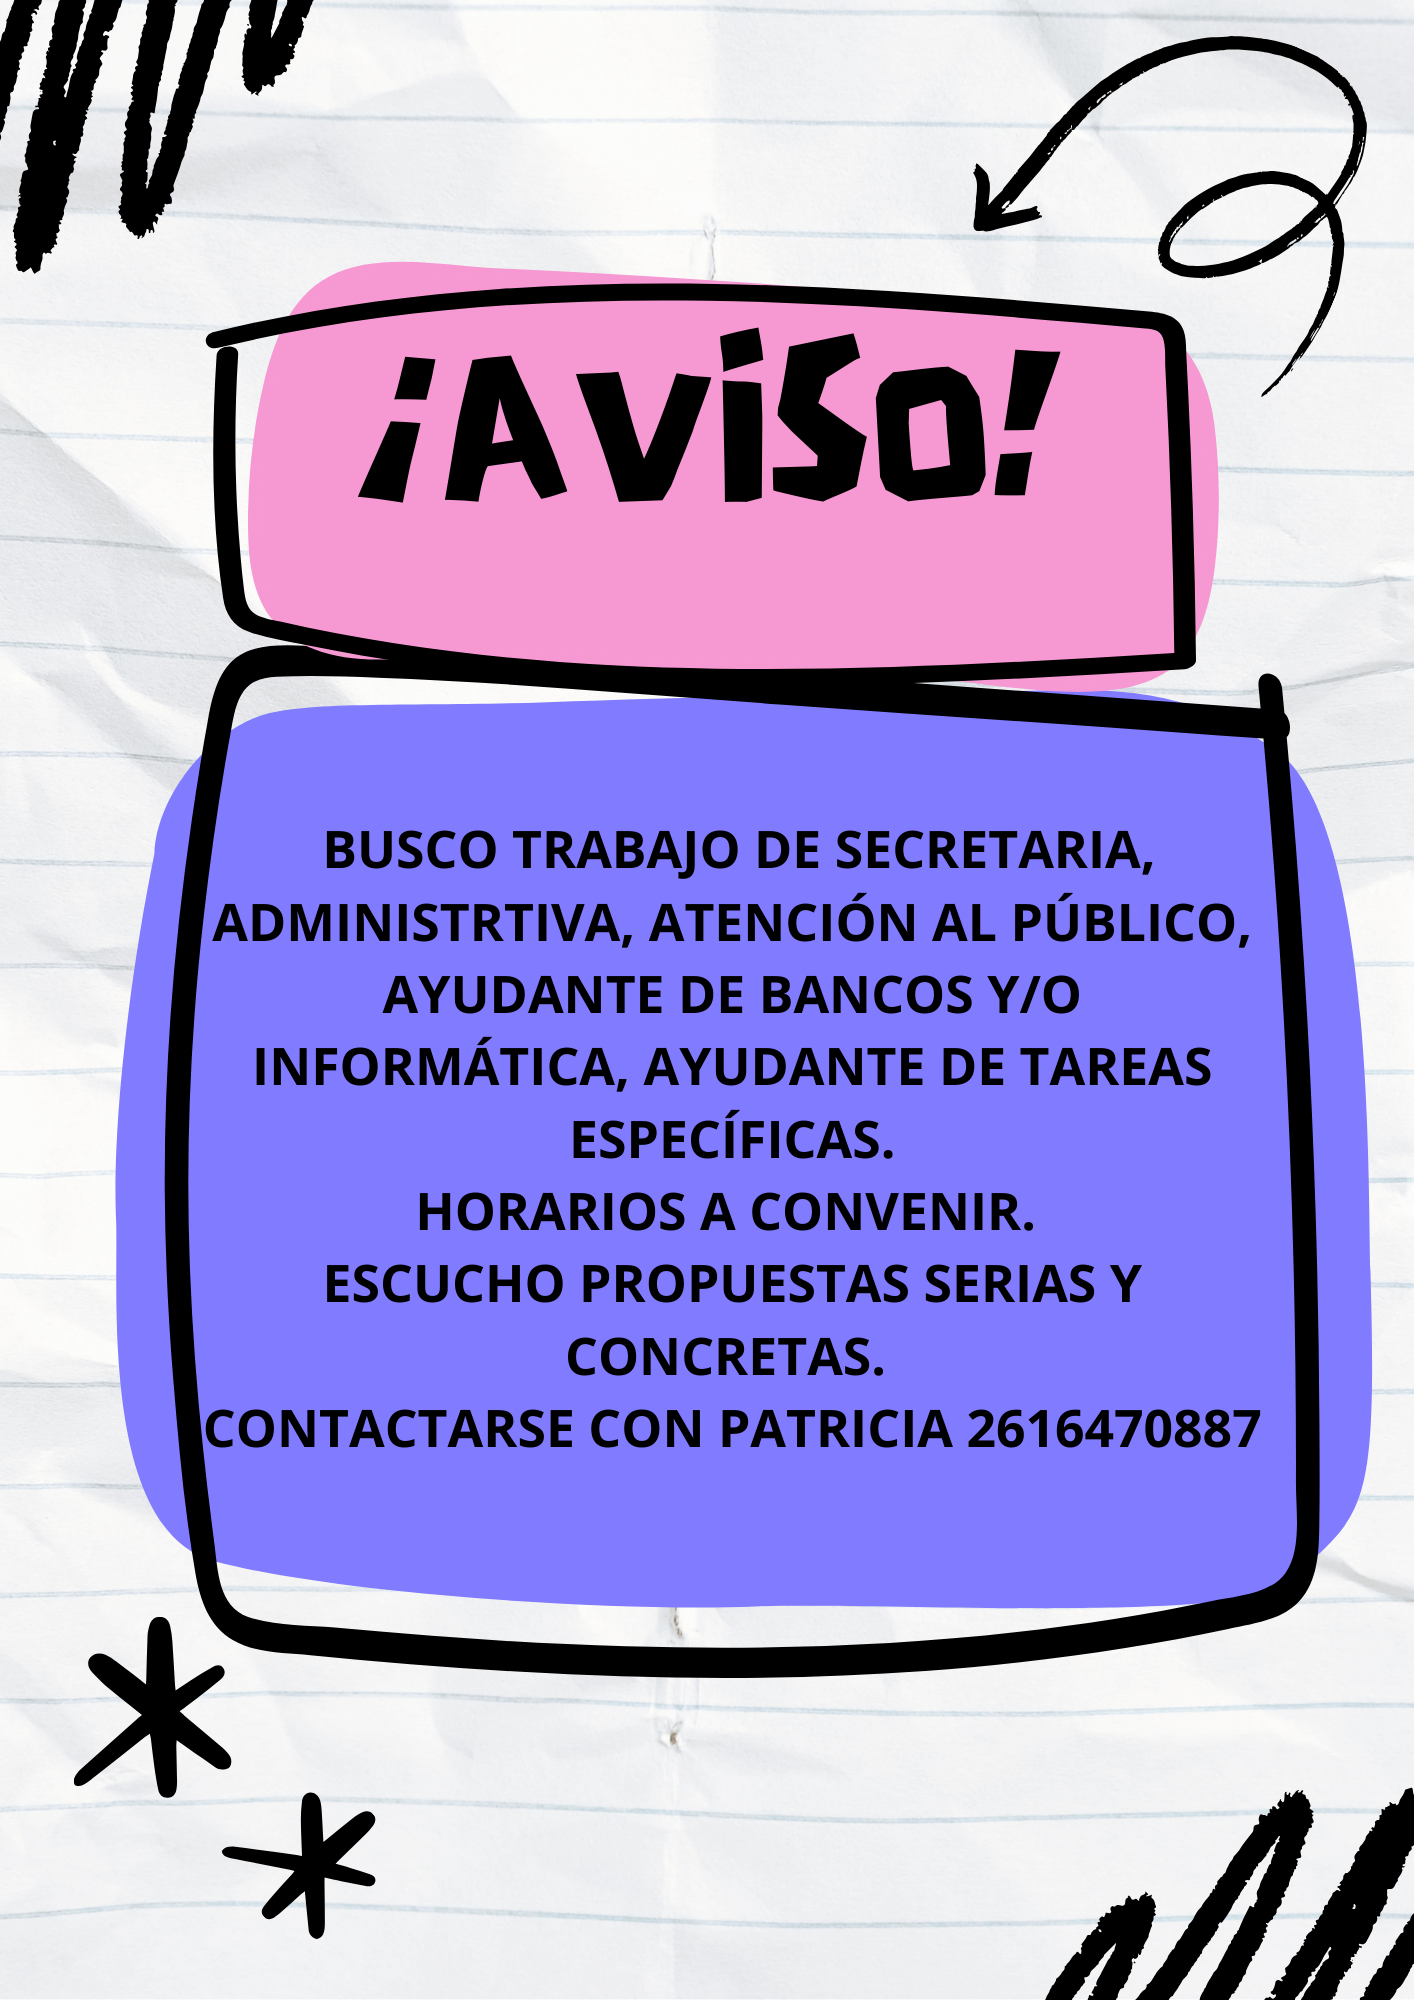 ¡AViSO!
BUSCO TRABAJO DE SECRETARIA,
ADMINISTRTIVA, ATENCIÓN AL PÚBLICO,
AYUDANTE DE BANCOS Y/O
INFORMÁTICA, AYUDANTE DE TAREAS
ESPECÍFICAS.
HORARIOS A CONVENIR.
ESCUCHO PROPUESTAS SERIAS Y
CONCRETAS.
CONTACTARSE CON PATRICIA 2616470887